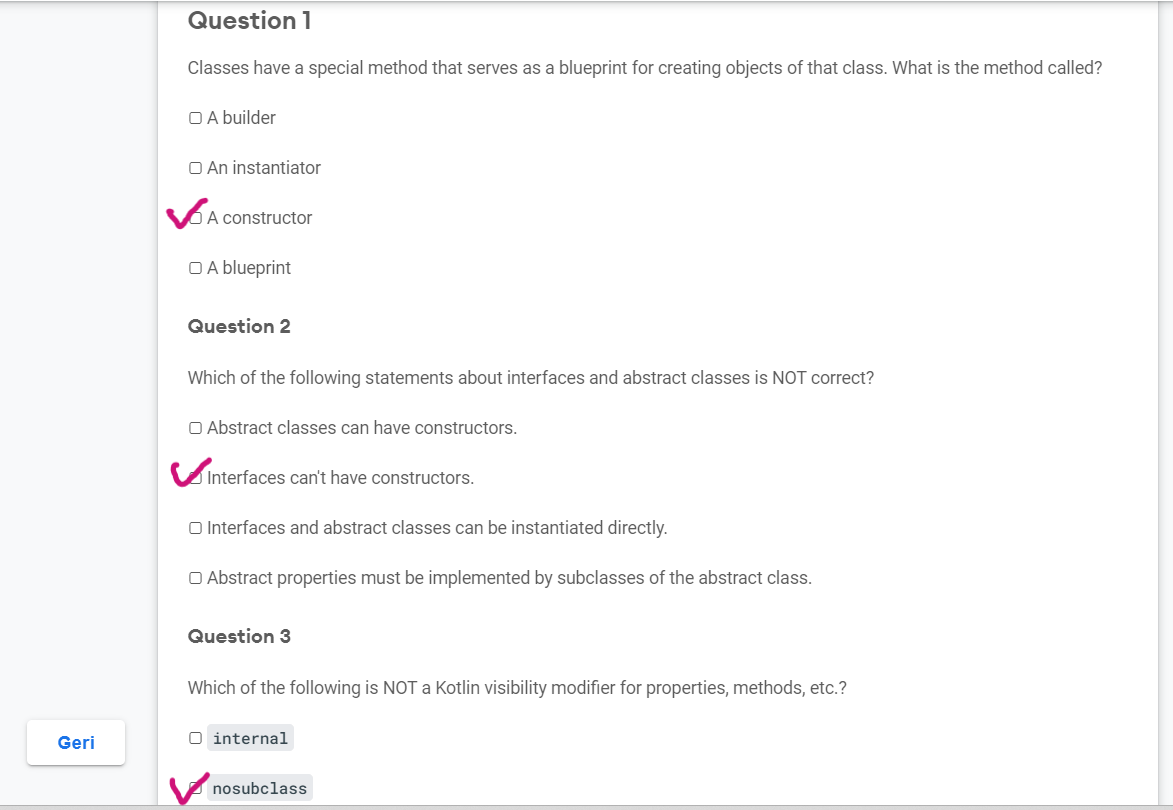 Question 1
Classes have a special method that serves as a blueprint for creating objects of that class. What is the method called?
A builder
An instantiator
A constructor
A blueprint
Question 2
Which of the following statements about interfaces and abstract classes is NOT correct?
Abstract classes can have constructors.
Interfaces can't have constructors.
Interfaces and abstract classes can be instantiated directly.
Abstract properties must be implemented by subclasses of the abstract class.
Question 3
Which of the following is NOT a Kotlin visibility modifier for properties, methods, etc.?
internal
nosubclass
Geri